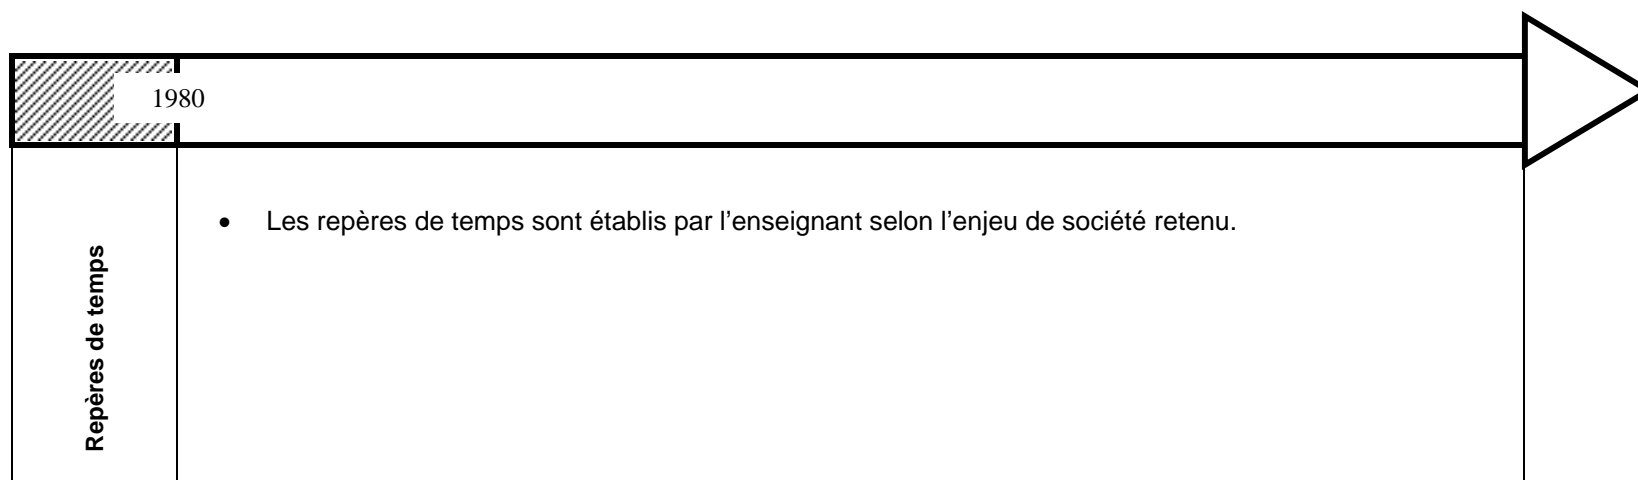 1980
Repères de temps
• Les repères de temps sont établis par l’enseignant selon l’enjeu de société retenu.